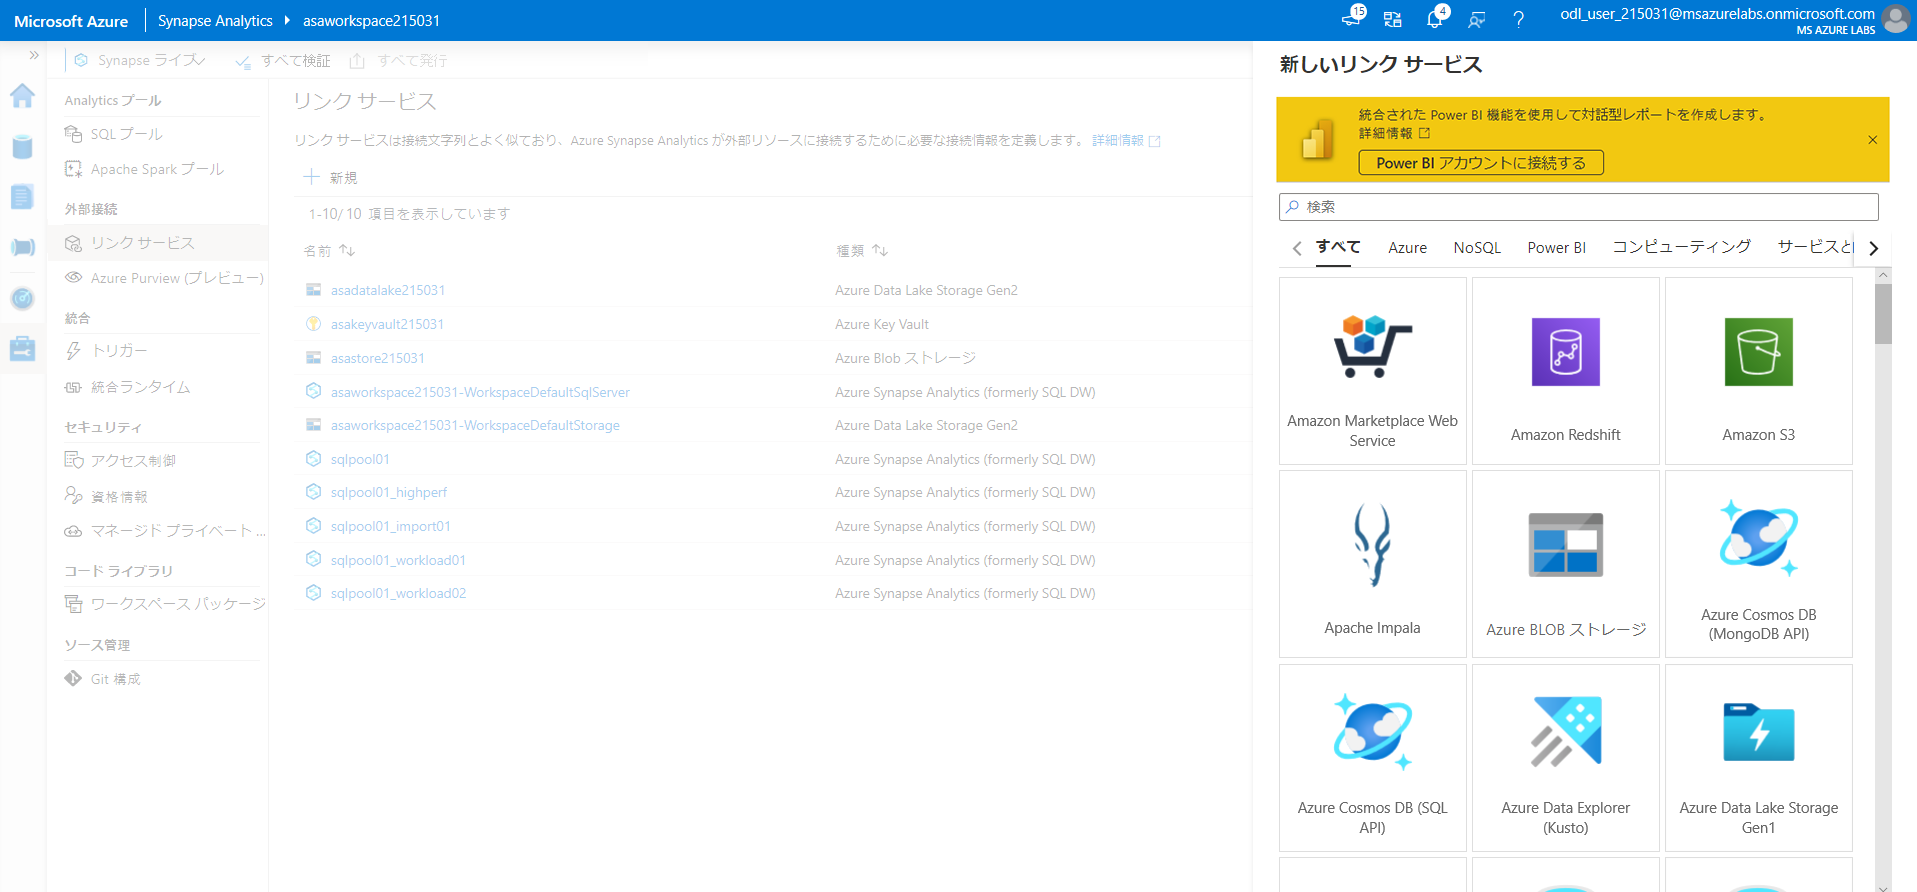 Microsoft Azure
Synapse Analytics
asaworkspace215031
15
4
odl_user_215031@msazurelabs.onmicrosoft.com
MS AZURE LABS
Synapse ライブ
すべて検証
すべて発行
Analytics プール
SQL プール
Apache Spark プール
外部接続
リンク サービス
Azure Purview (プレビュー)
統合
トリガー
統合ランタイム
セキュリティ
アクセス制御
資格情報
マネージド プライベート ...
コード ライブラリ
ワークスペース パッケージ
ソース管理
Git 構成
リンク サービス
リンク サービスは接続文字列とよく似ており、Azure Synapse Analytics が外部リソースに接続するために必要な接続情報を定義します。 詳細情報
新規
1-10/ 10 項目を表示しています
名前 種類
asadatalake215031 Azure Data Lake Storage Gen2
asakeyvault215031 Azure Key Vault
asastore215031 Azure Blob ストレージ
asaworkspace215031-WorkspaceDefaultSqlServer Azure Synapse Analytics (formerly SQL DW)
asaworkspace215031-WorkspaceDefaultStorage Azure Data Lake Storage Gen2
sqlpool01 Azure Synapse Analytics (formerly SQL DW)
sqlpool01_highperf Azure Synapse Analytics (formerly SQL DW)
sqlpool01_import01 Azure Synapse Analytics (formerly SQL DW)
sqlpool01_workload01 Azure Synapse Analytics (formerly SQL DW)
sqlpool01_workload02 Azure Synapse Analytics (formerly SQL DW)
新しいリンク サービス
統合された Power BI 機能を使用して対話型レポートを作成します。
詳細情報
Power BI アカウントに接続する
検索
すべて Azure NoSQL Power BI コンピューティング サービスと
Amazon Marketplace Web
Service
Amazon Redshift
Amazon S3
Apache Impala
Azure BLOB ストレージ
Azure Cosmos DB
(MongoDB API)
Azure Cosmos DB (SQL
API)
Azure Data Explorer
(Kusto)
Azure Data Lake Storage
Gen1